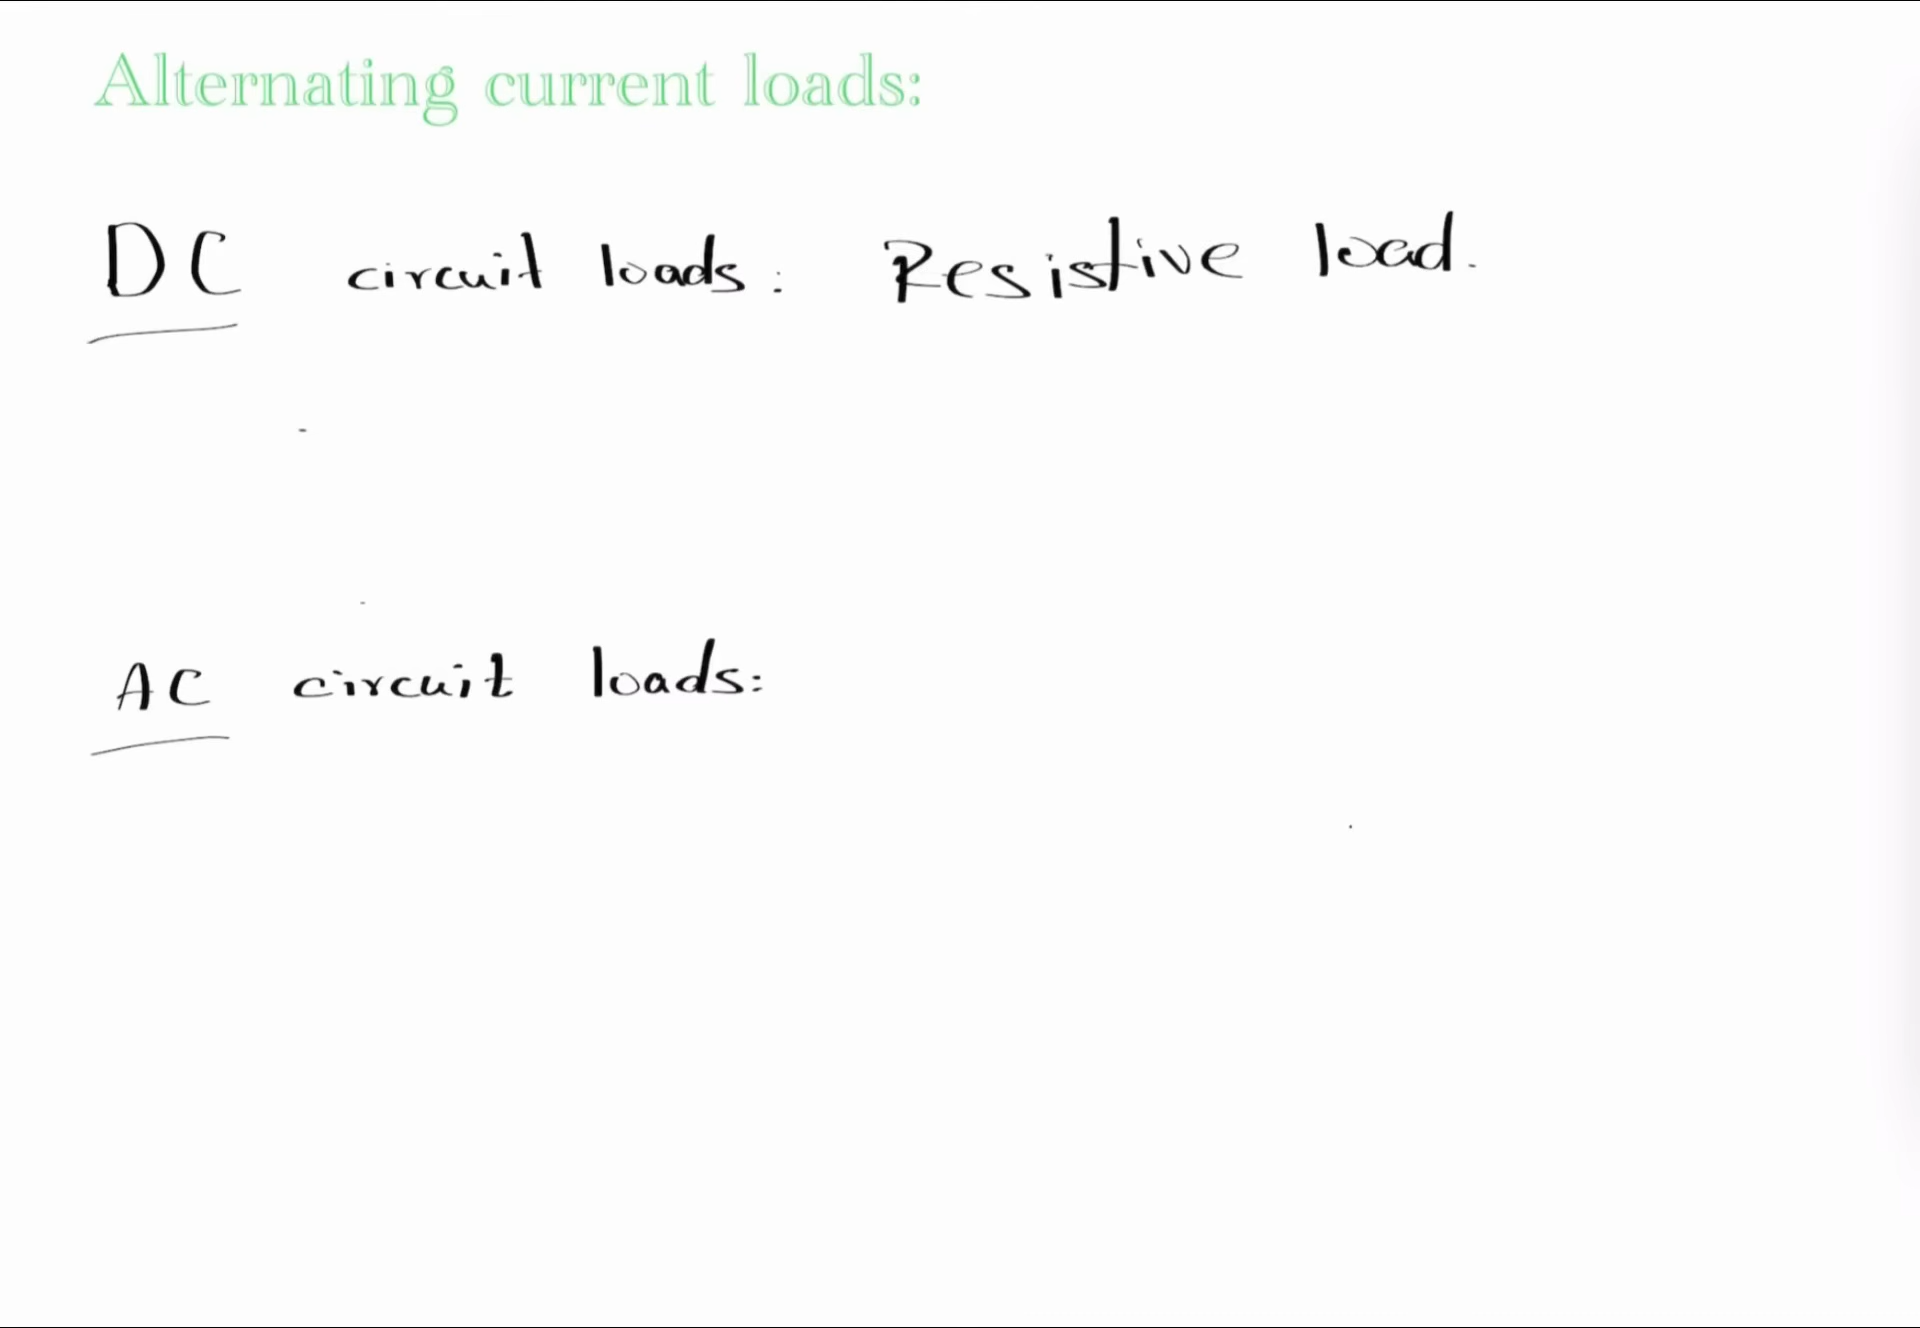 Alternating current loads:
DC circuit loads: Resistive load.
AC circuit loads: